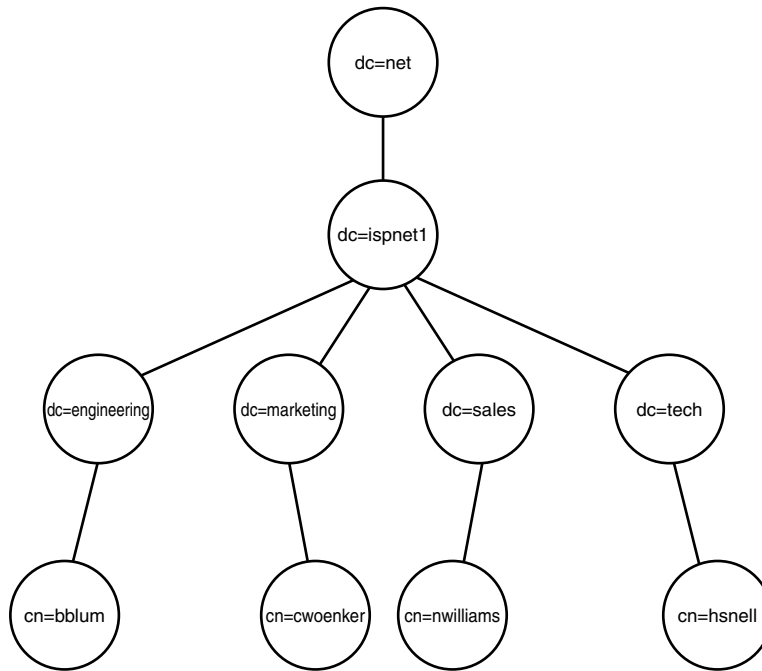 dc=net
dc=ispnet1
dc=engineering
dc=marketing
dc=sales
dc=tech
cn=bblum
cn=cwoenker
cn=nwilliams
cn=hsnell